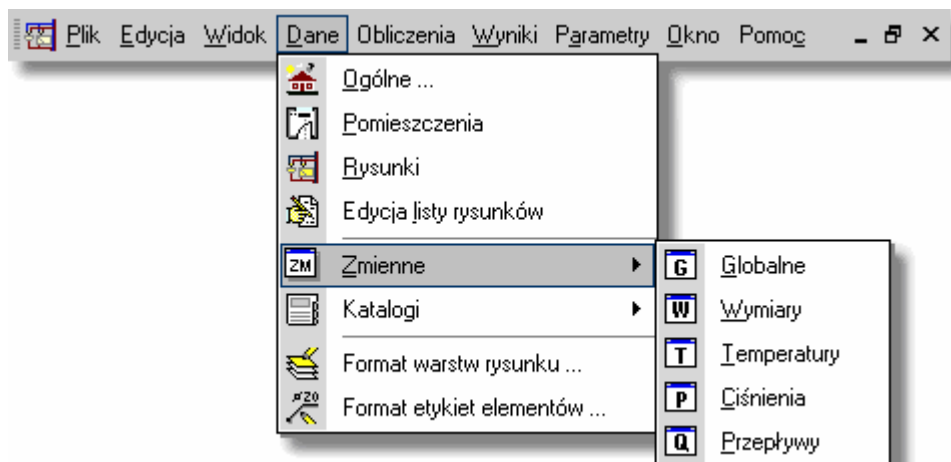 Plik Edycja Widok Dane Obliczenia Wyniki Parametry Okno Pomoc
Ogólne ...
Pomieszczenia
Rysunki
Edycja listy rysunków
ZM Zmienne
Katalogi
Format warstw rysunku ...
ø20 Format etykiet elementów ...
G Globalne
W Wymiary
T Temperatury
P Ciśnienia
Q Przepływy